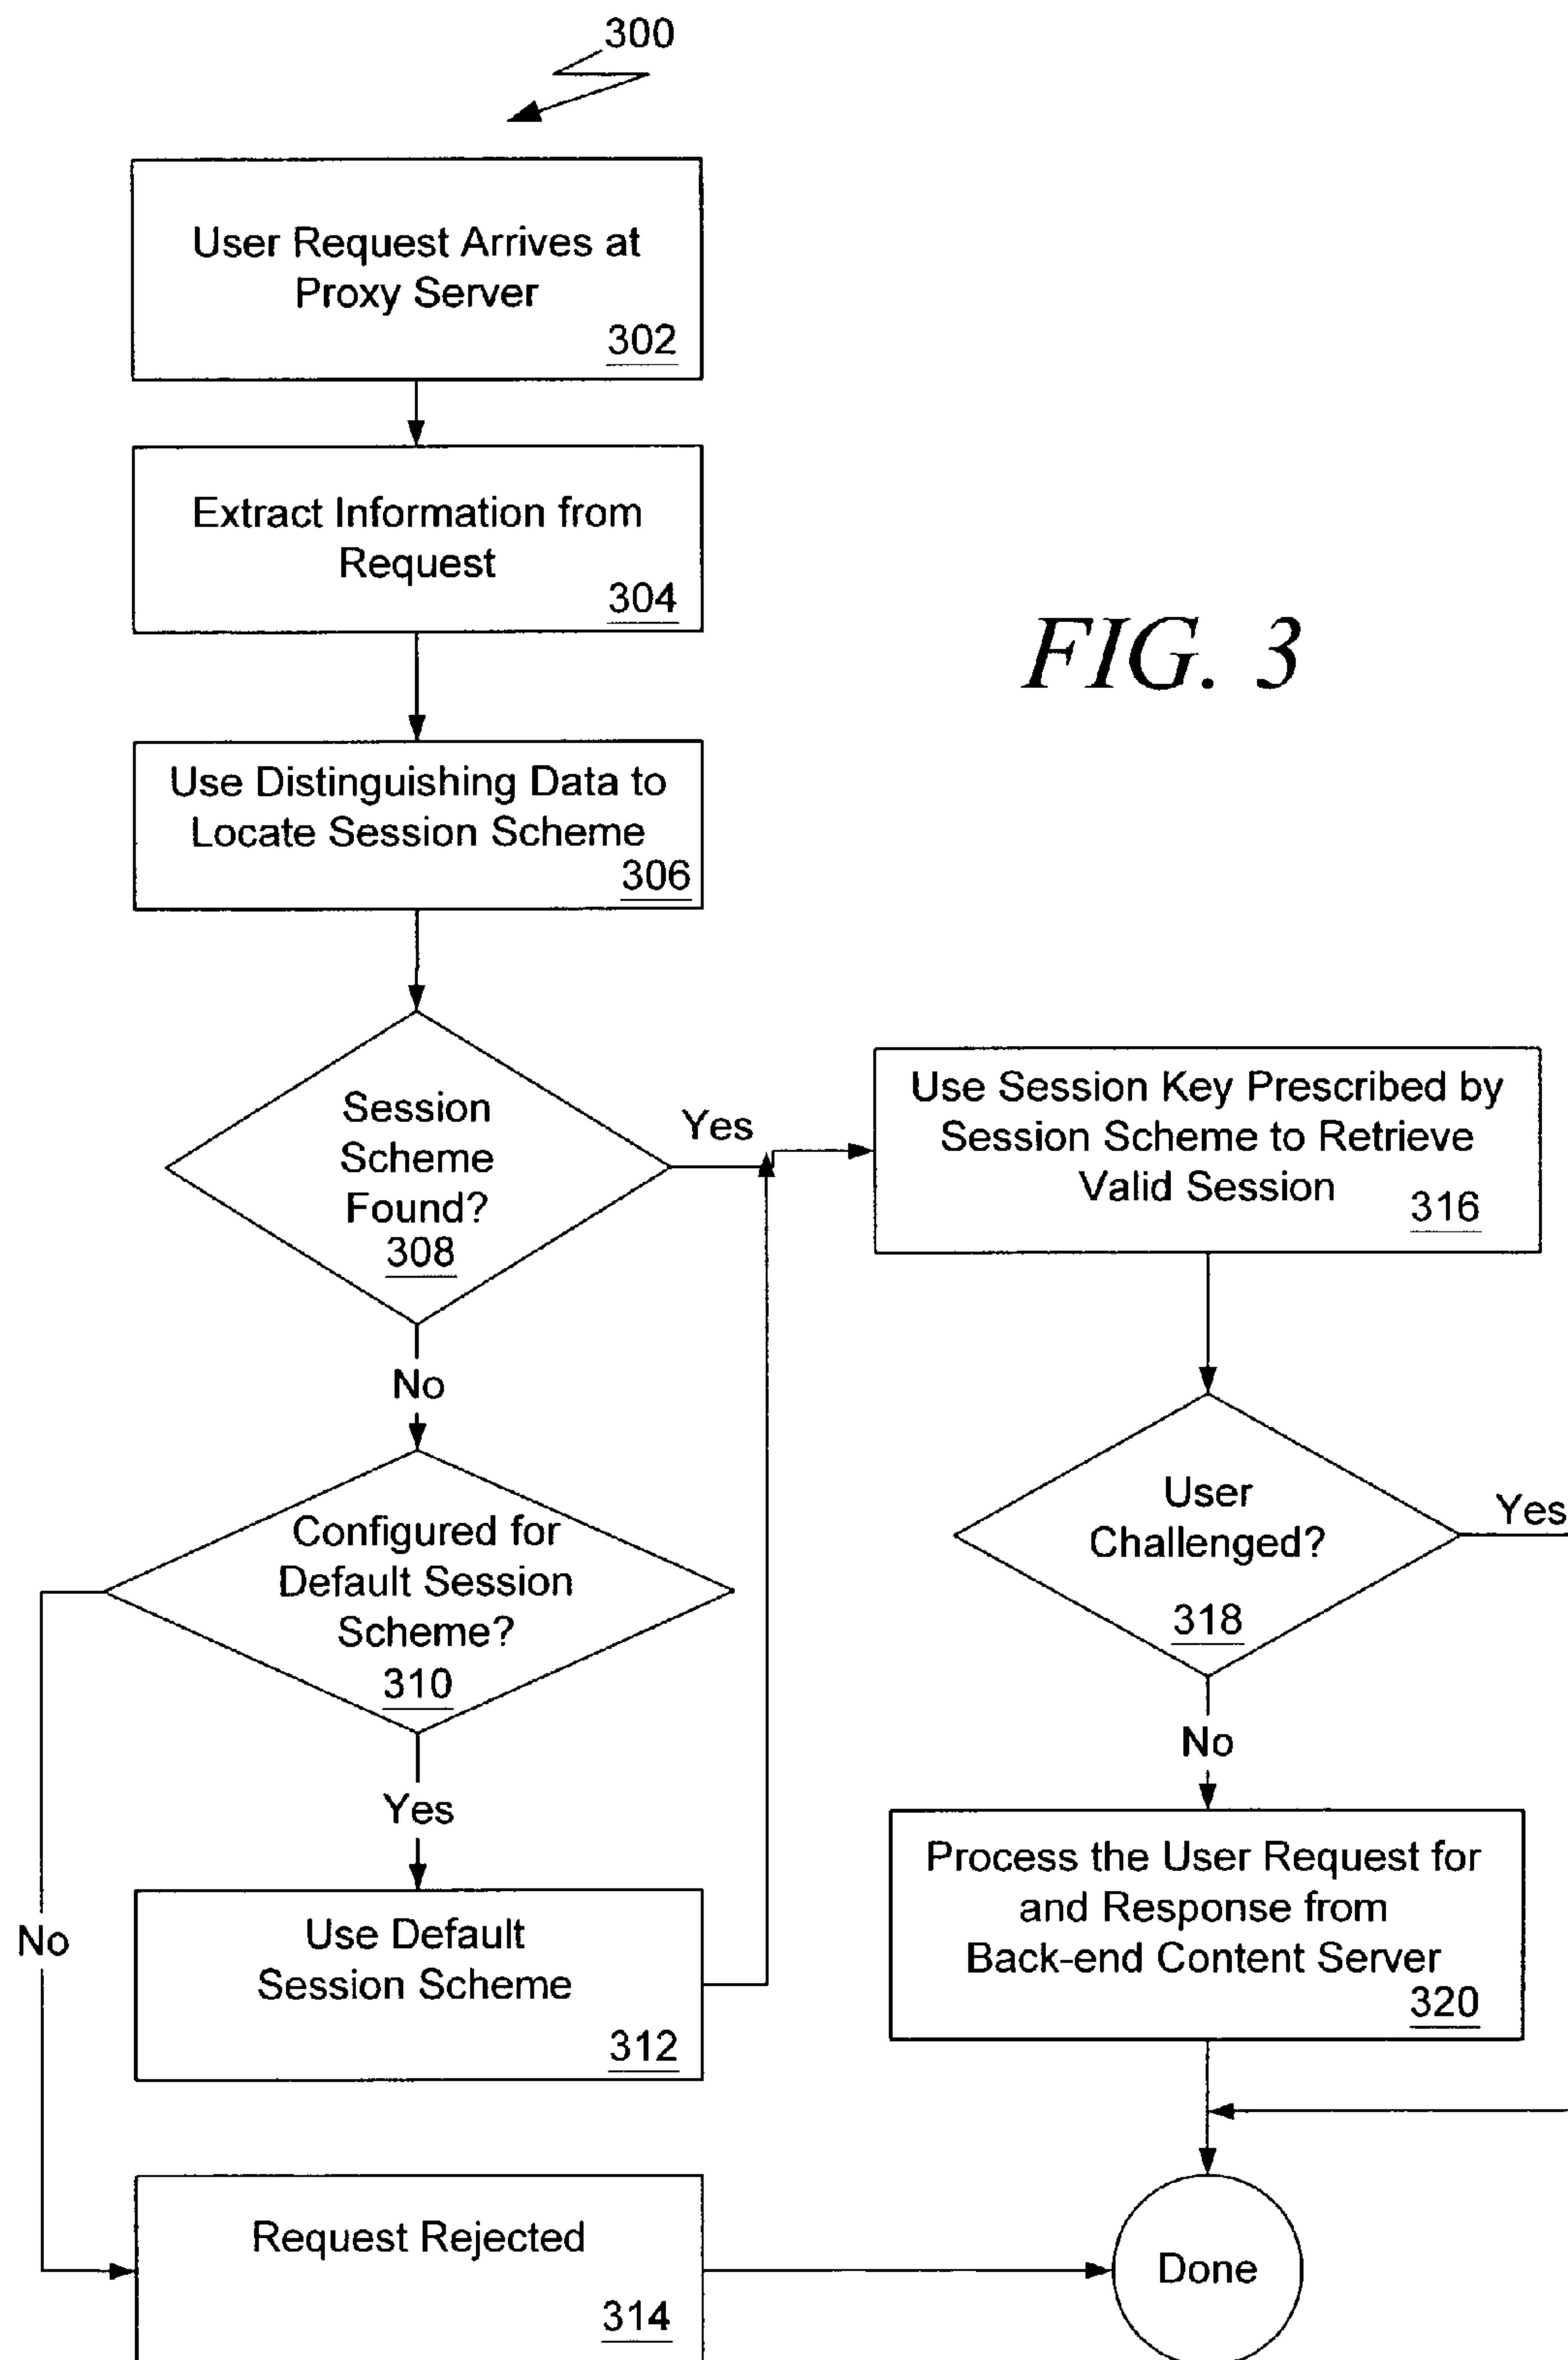 300
User Request Arrives at
Proxy Server
302
Extract Information from
Request
304
FIG. 3
Use Distinguishing Data to
Locate Session Scheme
306
Session
Scheme
Found?
308
Yes
No
Use Session Key Prescribed by
Session Scheme to Retrieve
Valid Session
316
Configured for
Default Session
Scheme?
310
Yes
No
User
Challenged?
318
Yes
No
Use Default
Session Scheme
312
Process the User Request for
and Response from
Back-end Content Server
320
Request Rejected
314
Done